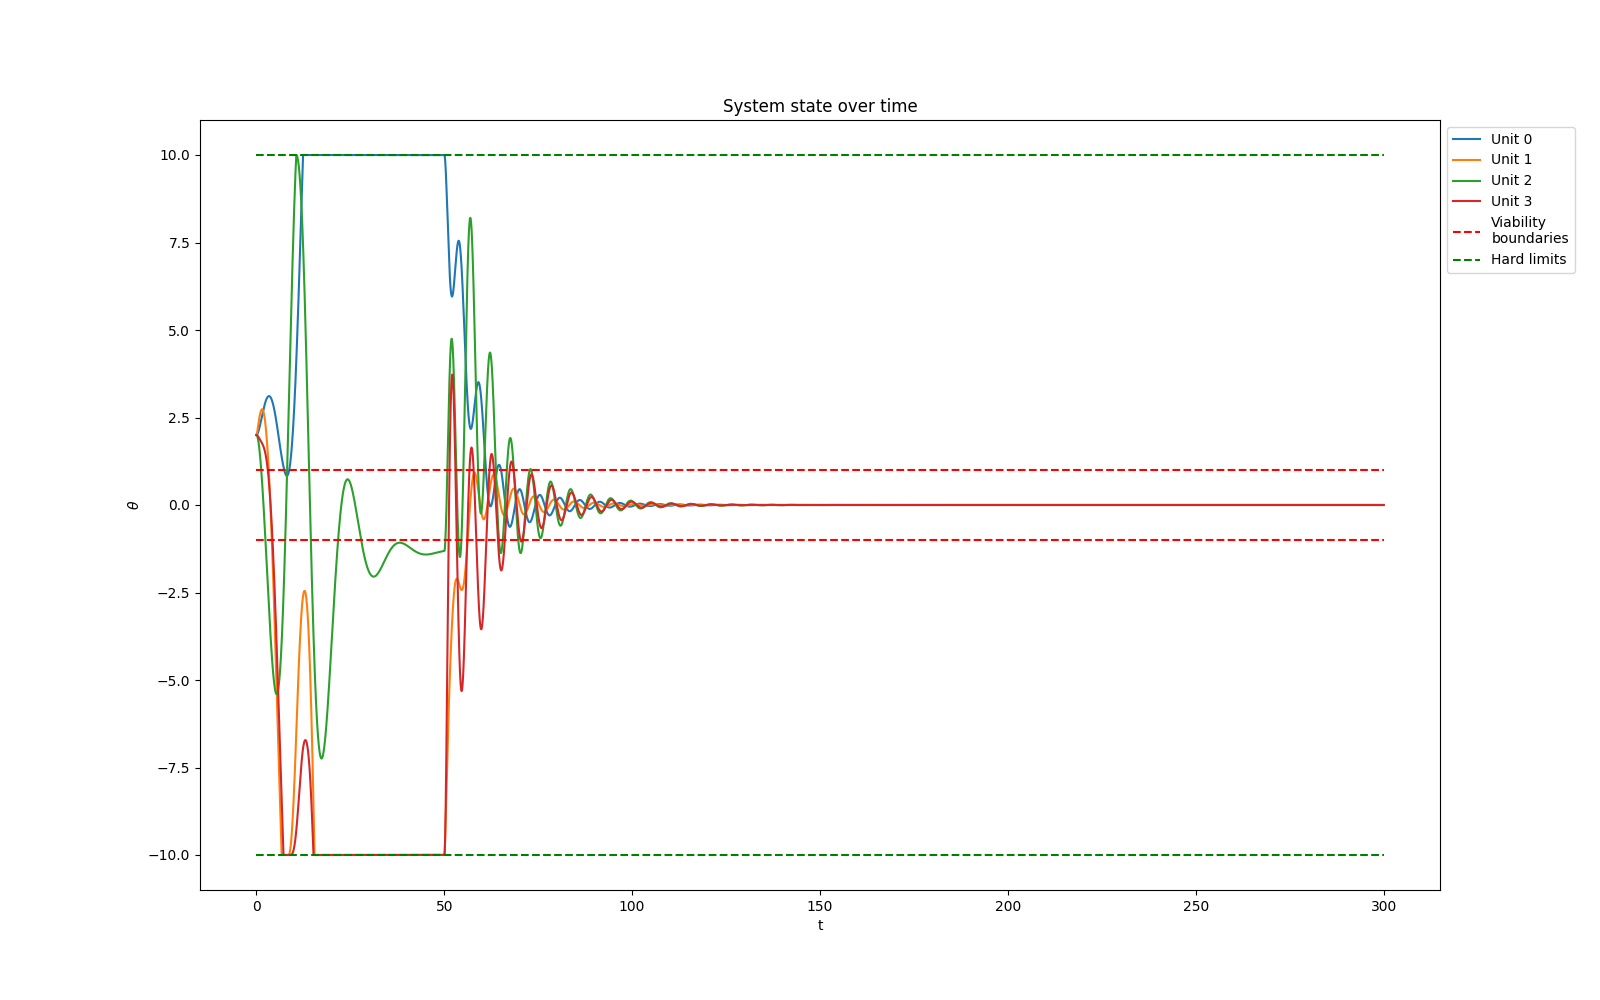 System state over time
10.0
7.5
5.0
2.5
0.0
−2.5
−5.0
−7.5
−10.0
θ
0
50
100
150
200
250
300
t
Unit 0
Unit 1
Unit 2
Unit 3
Viability
boundaries
Hard limits